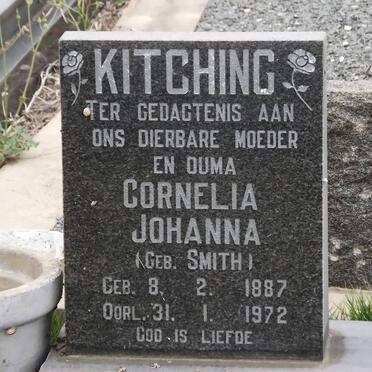 KITCHING
TER GEDAGTENIS AAN
ONS DIERBARE MOEDER
EN OUMA
CORNELIA
JOHANNA
(GEB. SMITH)
GEB. 8. 2. 1887
OORL. 31. 1. 1972
GOD IS LIEFDE